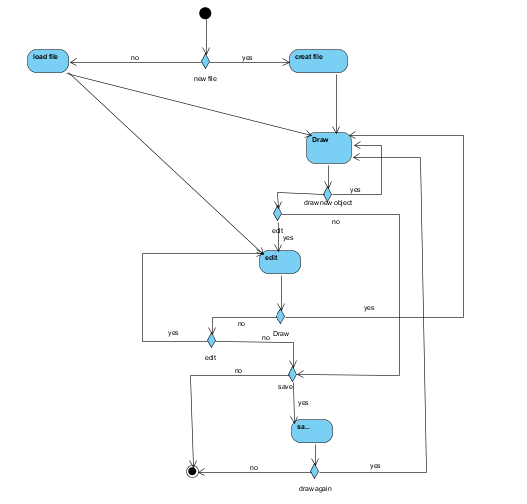 no
yes
load file
creat file
new file
Draw
yes
draw new object
no
edit
yes
edit
yes
no
Draw
yes
no
edit
no
save
yes
sa...
no
yes
draw again